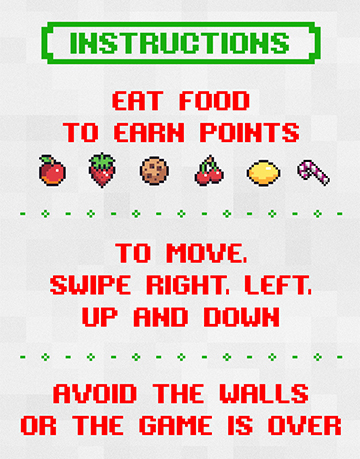 INSTRUCTIONS
EAT FOOD
TO EARN POINTS
TO MOVE,
SWIPE RIGHT, LEFT,
UP AND DOWN
AVOID THE WALLS
OR THE GAME IS OVER